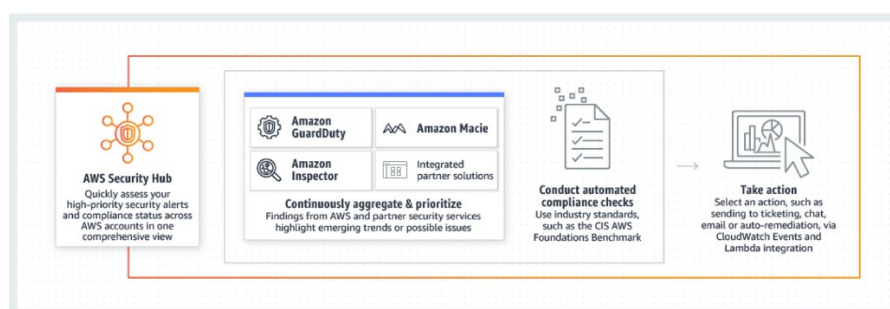 AWS Security Hub
Quickly assess your
high-priority security alerts
and compliance status across
AWS accounts in one
comprehensive view
Amazon
GuardDuty
Amazon Macie
Amazon
Inspector
Integrated
partner solutions
Continuously aggregate & prioritize
Findings from AWS and partner security services
highlight emerging trends or possible issues
Conduct automated
compliance checks
Use industry standards,
such as the CIS AWS
Foundations Benchmark
Take action
Select an action, such as
sending to ticketing, chat,
email or auto-remediation, via
CloudWatch Events and
Lambda integration